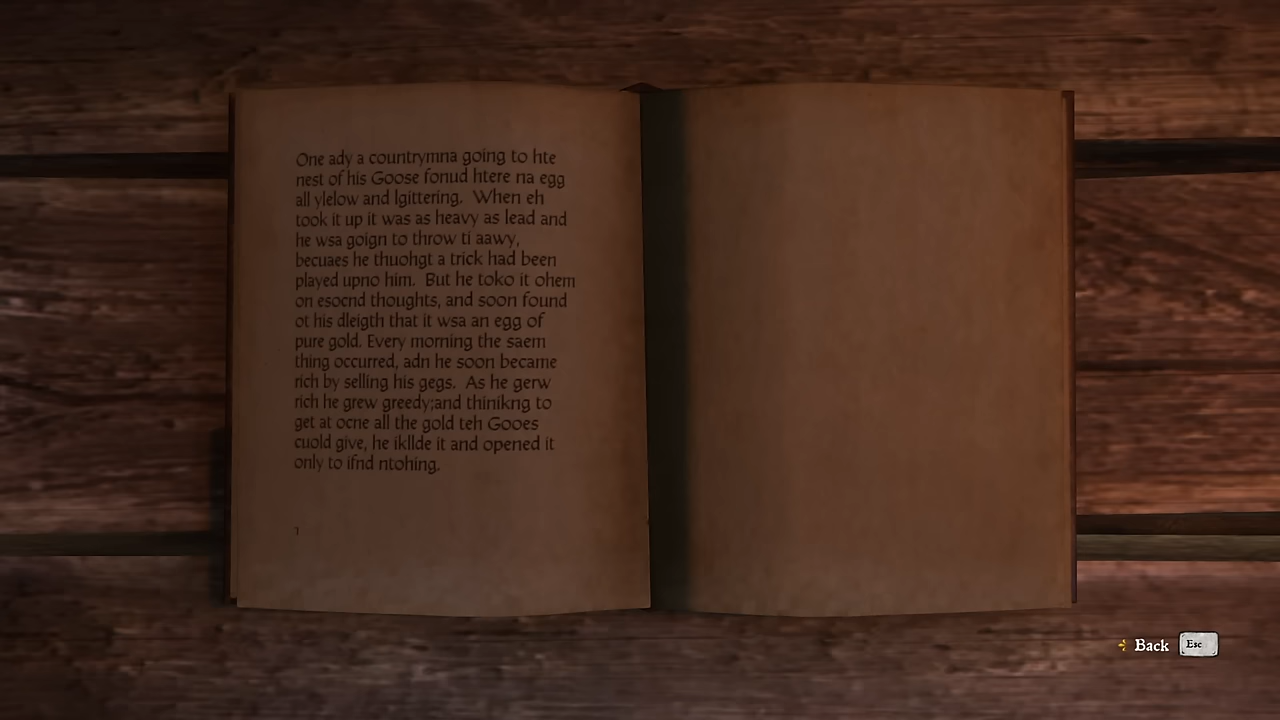 One ady a countrymna going to hte
nest of his Goose fonud htere na egg
all ylelow and lgittering.  When eh
took it up it was as heavy as lead and
he wsa goign to throw ti aawy,
becuaes he thuohgt a trick had been
played upno him.  But he toko it ohem
on esocnd thoughts, and soon found
ot his dleigth that it wsa an egg of
pure gold. Every morning the saem
thing occurred, adn he soon became
rich by selling his gegs.  As he gerw
rich he grew greedy;and thinikng to
get at ocne all the gold teh Gooes
cuold give, he ikllde it and opened it
only to ifnd ntohing.
1
Back Esc